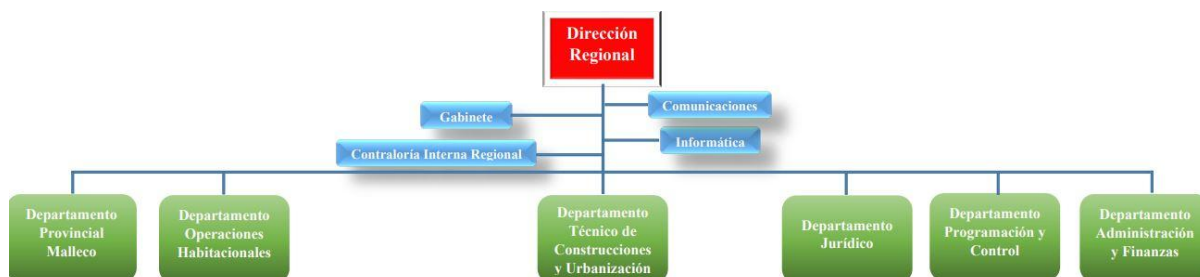 Dirección
Regional
Comunicaciones
Gabinete
Informática
Contraloría Interna Regional
Departamento
Provincial
Malleco
Departamento
Operaciones
Habitacionales
Departamento
Técnico de
Construcciones
y Urbanización
Departamento
Jurídico
Departamento
Programación y
Control
Departamento
Administración
y Finanzas